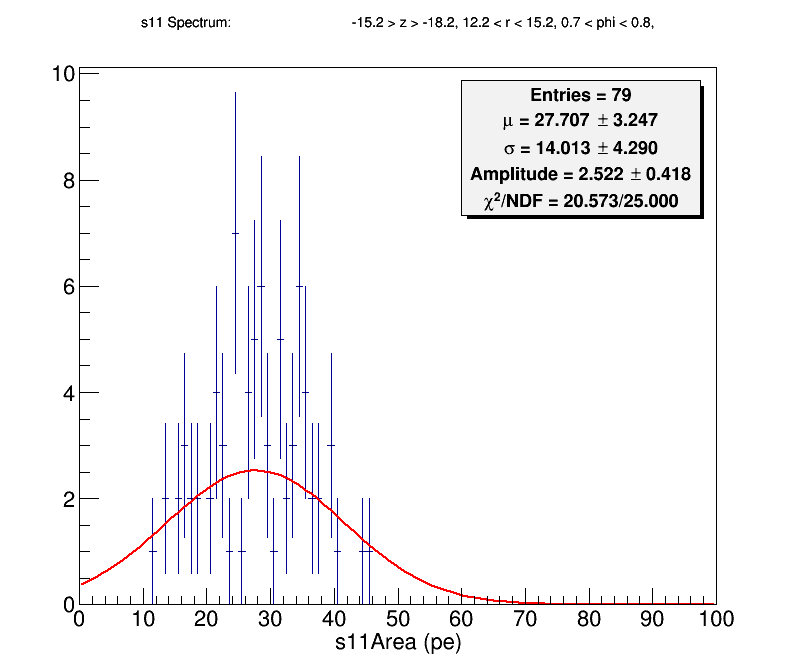 s11 Spectrum: -15.2 > z > -18.2, 12.2 < r < 15.2, 0.7 < phi < 0.8,
Entries = 79
μ = 27.707 ± 3.247
σ = 14.013 ± 4.290
Amplitude = 2.522 ± 0.418
χ²/NDF = 20.573/25.000
10
8
6
4
2
0
0 10 20 30 40 50 60 70 80 90 100
s11Area (pe)